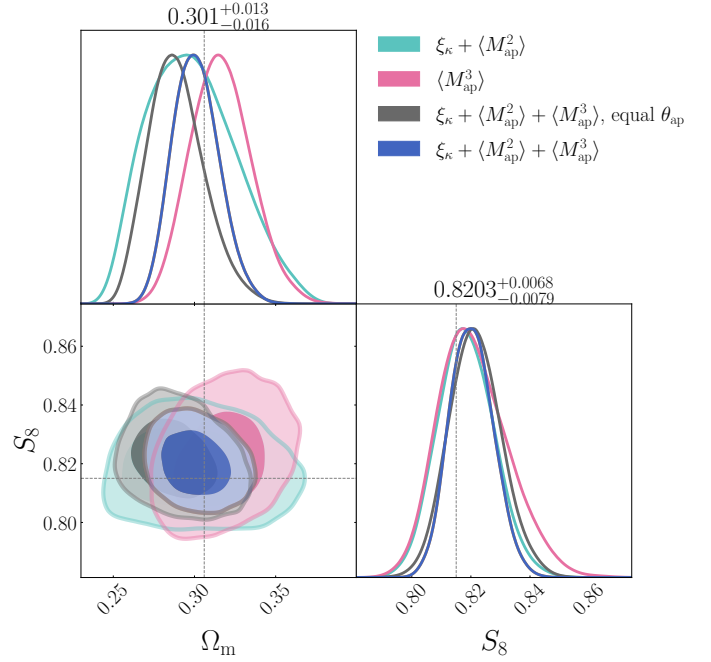 0.301^{+0.013}_{-0.016}
ξ_κ + ⟨M_ap^2⟩
⟨M_ap^3⟩
ξ_κ + ⟨M_ap^2⟩ + ⟨M_ap^3⟩, equal θ_ap
ξ_κ + ⟨M_ap^2⟩ + ⟨M_ap^3⟩
0.8203^{+0.0068}_{-0.0079}
0.86
0.84
0.82
0.80
S_8
0.25 0.30 0.35
0.80 0.82 0.84 0.86
Ω_m
S_8